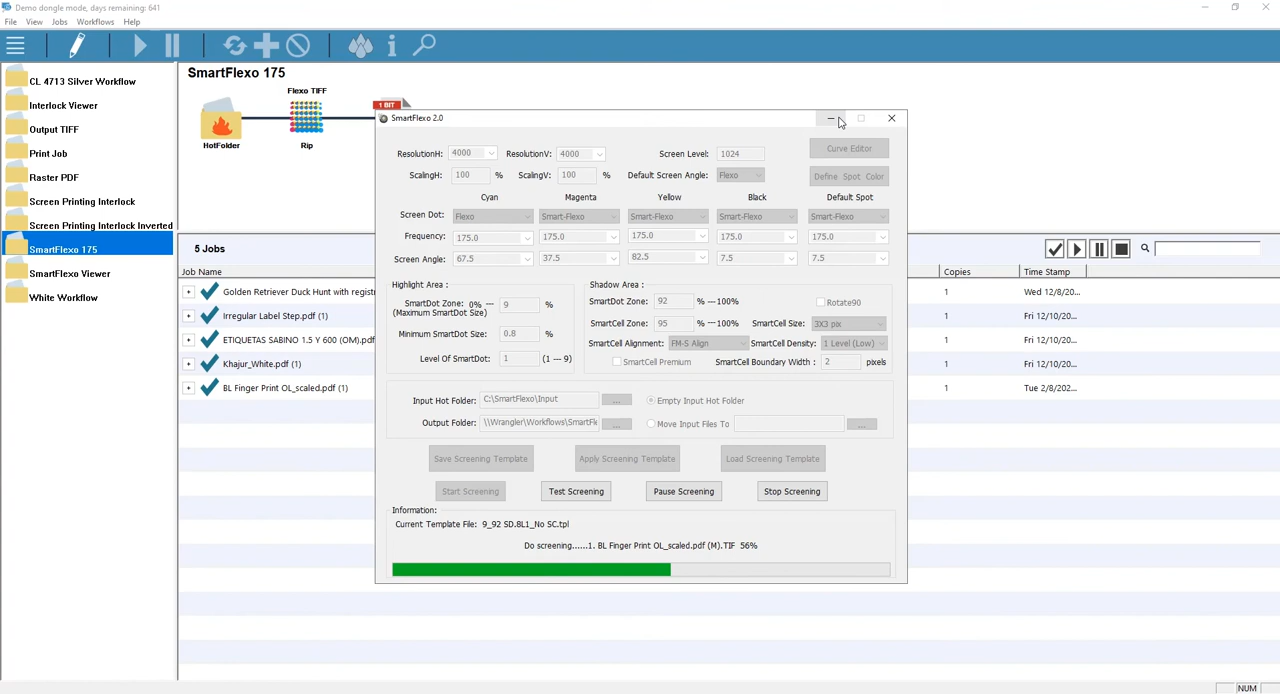 Demo dongle mode, days remaining: 641
File View Jobs Workflows Help
CL 4713 Silver Workflow
Interlock Viewer
Output TIFF
Print Job
Raster PDF
Screen Printing Interlock
Screen Printing Interlock Inverted
SmartFlexo 175
SmartFlexo Viewer
White Workflow
SmartFlexo 175
Flexo TIFF
HotFolder
Rip
1 BIT
5 Jobs
Job Name Copies Time Stamp
Golden Retriever Duck Hunt with regist 1 Wed 12/8/20...
Irregular Label Step.pdf (1) 1 Fri 12/10/20...
ETIQUETAS SABINO 1.5 Y 600 (OM).pdf 1 Fri 12/10/20...
Khajur_White.pdf (1) 1 Fri 12/10/20...
BL Finger Print OL_scaled.pdf (1) 1 Tue 2/8/202...
SmartFlexo 2.0
ResolutionH: 4000 ResolutionV: 4000 Screen Level: 1024 Curve Editor
ScalingH: 100 % ScalingV: 100 % Default Screen Angle: Flexo Define Spot Color
Cyan Magenta Yellow Black Default Spot
Screen Dot: Flexo Smart-Flexo Smart-Flexo Smart-Flexo Smart-Flexo
Frequency: 175.0 175.0 175.0 175.0 175.0
Screen Angle: 67.5 37.5 82.5 7.5 7.5
Highlight Area :
SmartDot Zone: 0% --- 9 %
(Maximum SmartDot Size)
Minimum SmartDot Size: 0.8 %
Level Of SmartDot: 1 (1 --- 9)
Shadow Area :
SmartDot Zone: 92 % ---100% Rotate90
SmartCell Zone: 95 % ---100% SmartCell Size: 3X3 pix
SmartCell Alignment: FM-S Align SmartCell Density: 1 Level (Low)
SmartCell Premium SmartCell Boundary Width : 2 pixels
Input Hot Folder: C:\SmartFlexo\Input ... Empty Input Hot Folder
Output Folder: \\Wrangler\Workflows\SmartFle ... Move Input Files To ...
Save Screening Template Apply Screening Template Load Screening Template
Start Screening Test Screening Pause Screening Stop Screening
Information:
Current Template File: 9_92 SD.8L1_No SC.tpl
Do screening......1. BL Finger Print OL_scaled.pdf (M).TIF 56%
NUM